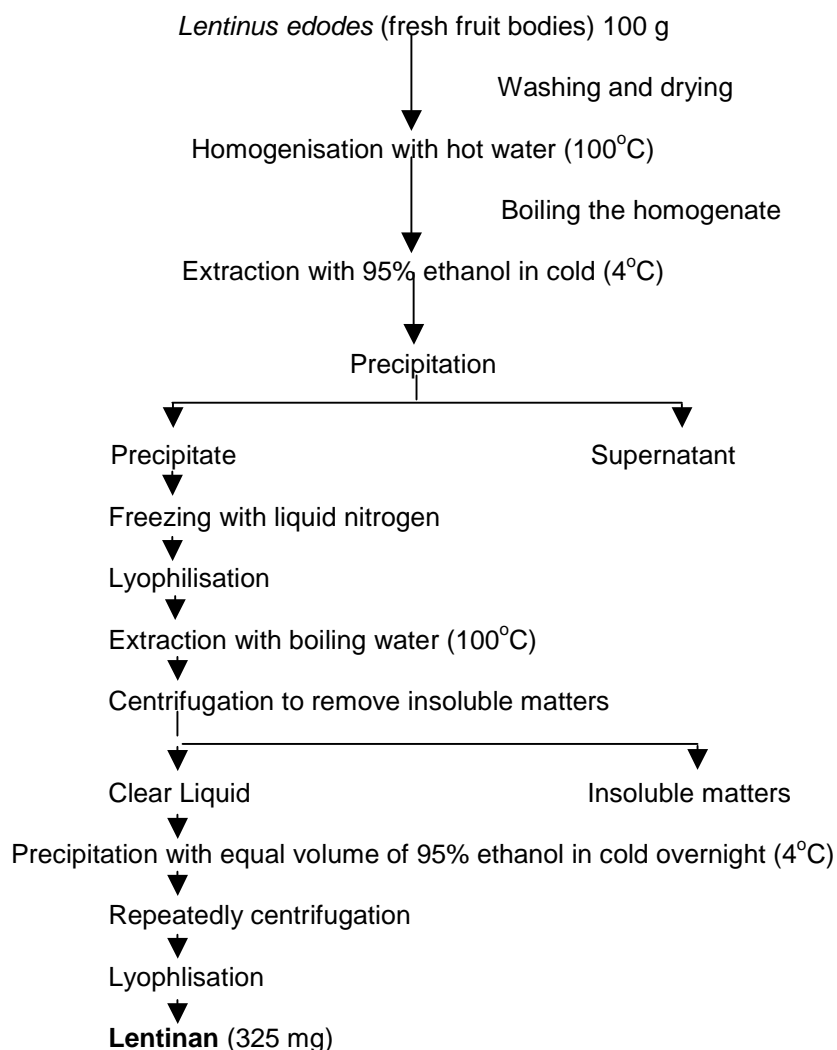 Lentinus edodes (fresh fruit bodies) 100 g
Washing and drying
Homogenisation with hot water (100°C)
Boiling the homogenate
Extraction with 95% ethanol in cold (4°C)
Precipitation
Precipitate Supernatant
Freezing with liquid nitrogen
Lyophilisation
Extraction with boiling water (100°C)
Centrifugation to remove insoluble matters
Clear Liquid Insoluble matters
Precipitation with equal volume of 95% ethanol in cold overnight (4°C)
Repeatedly centrifugation
Lyophlisation
Lentinan (325 mg)